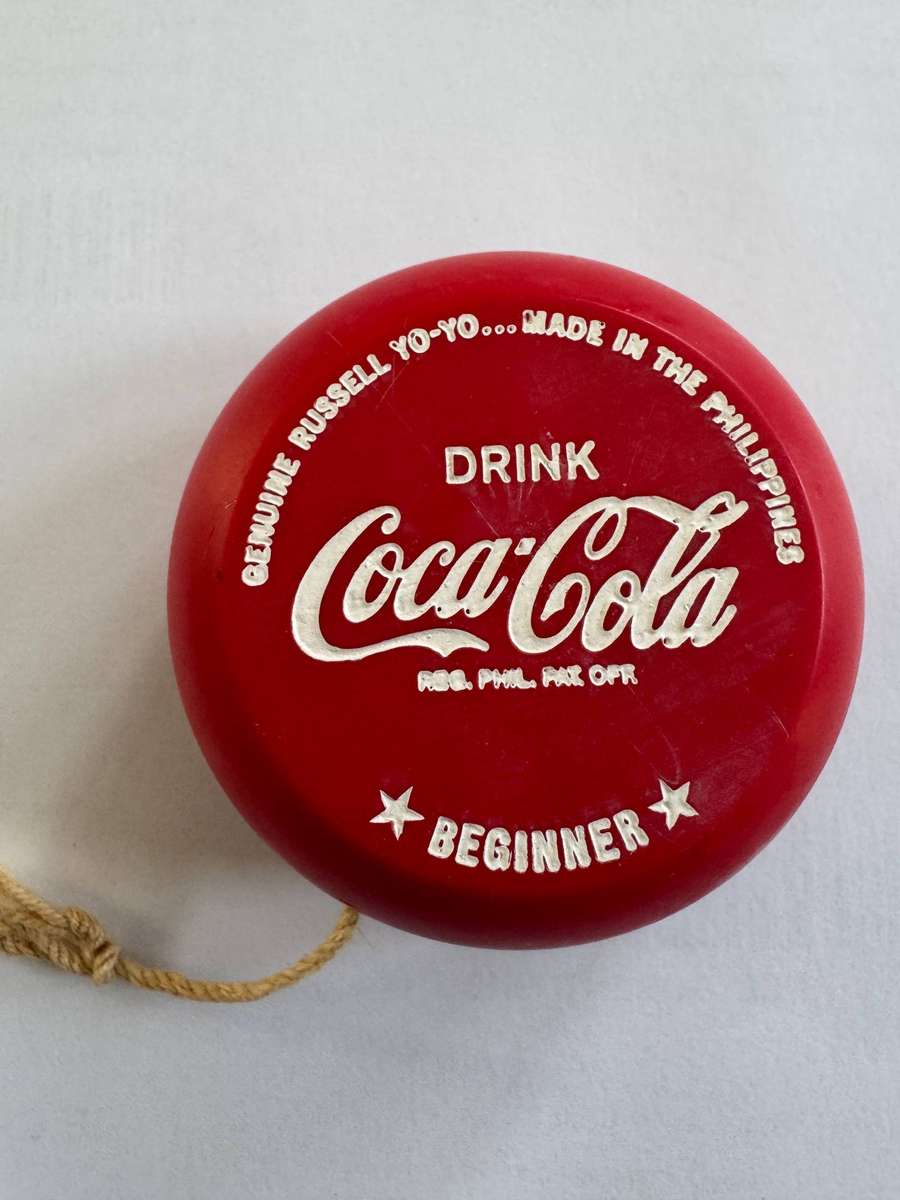 GENUINE RUSSELL YO-YO...MADE IN THE PHILIPPINES
DRINK
Coca-Cola
REG. PHIL. PAT. OFF.
★ BEGINNER ★